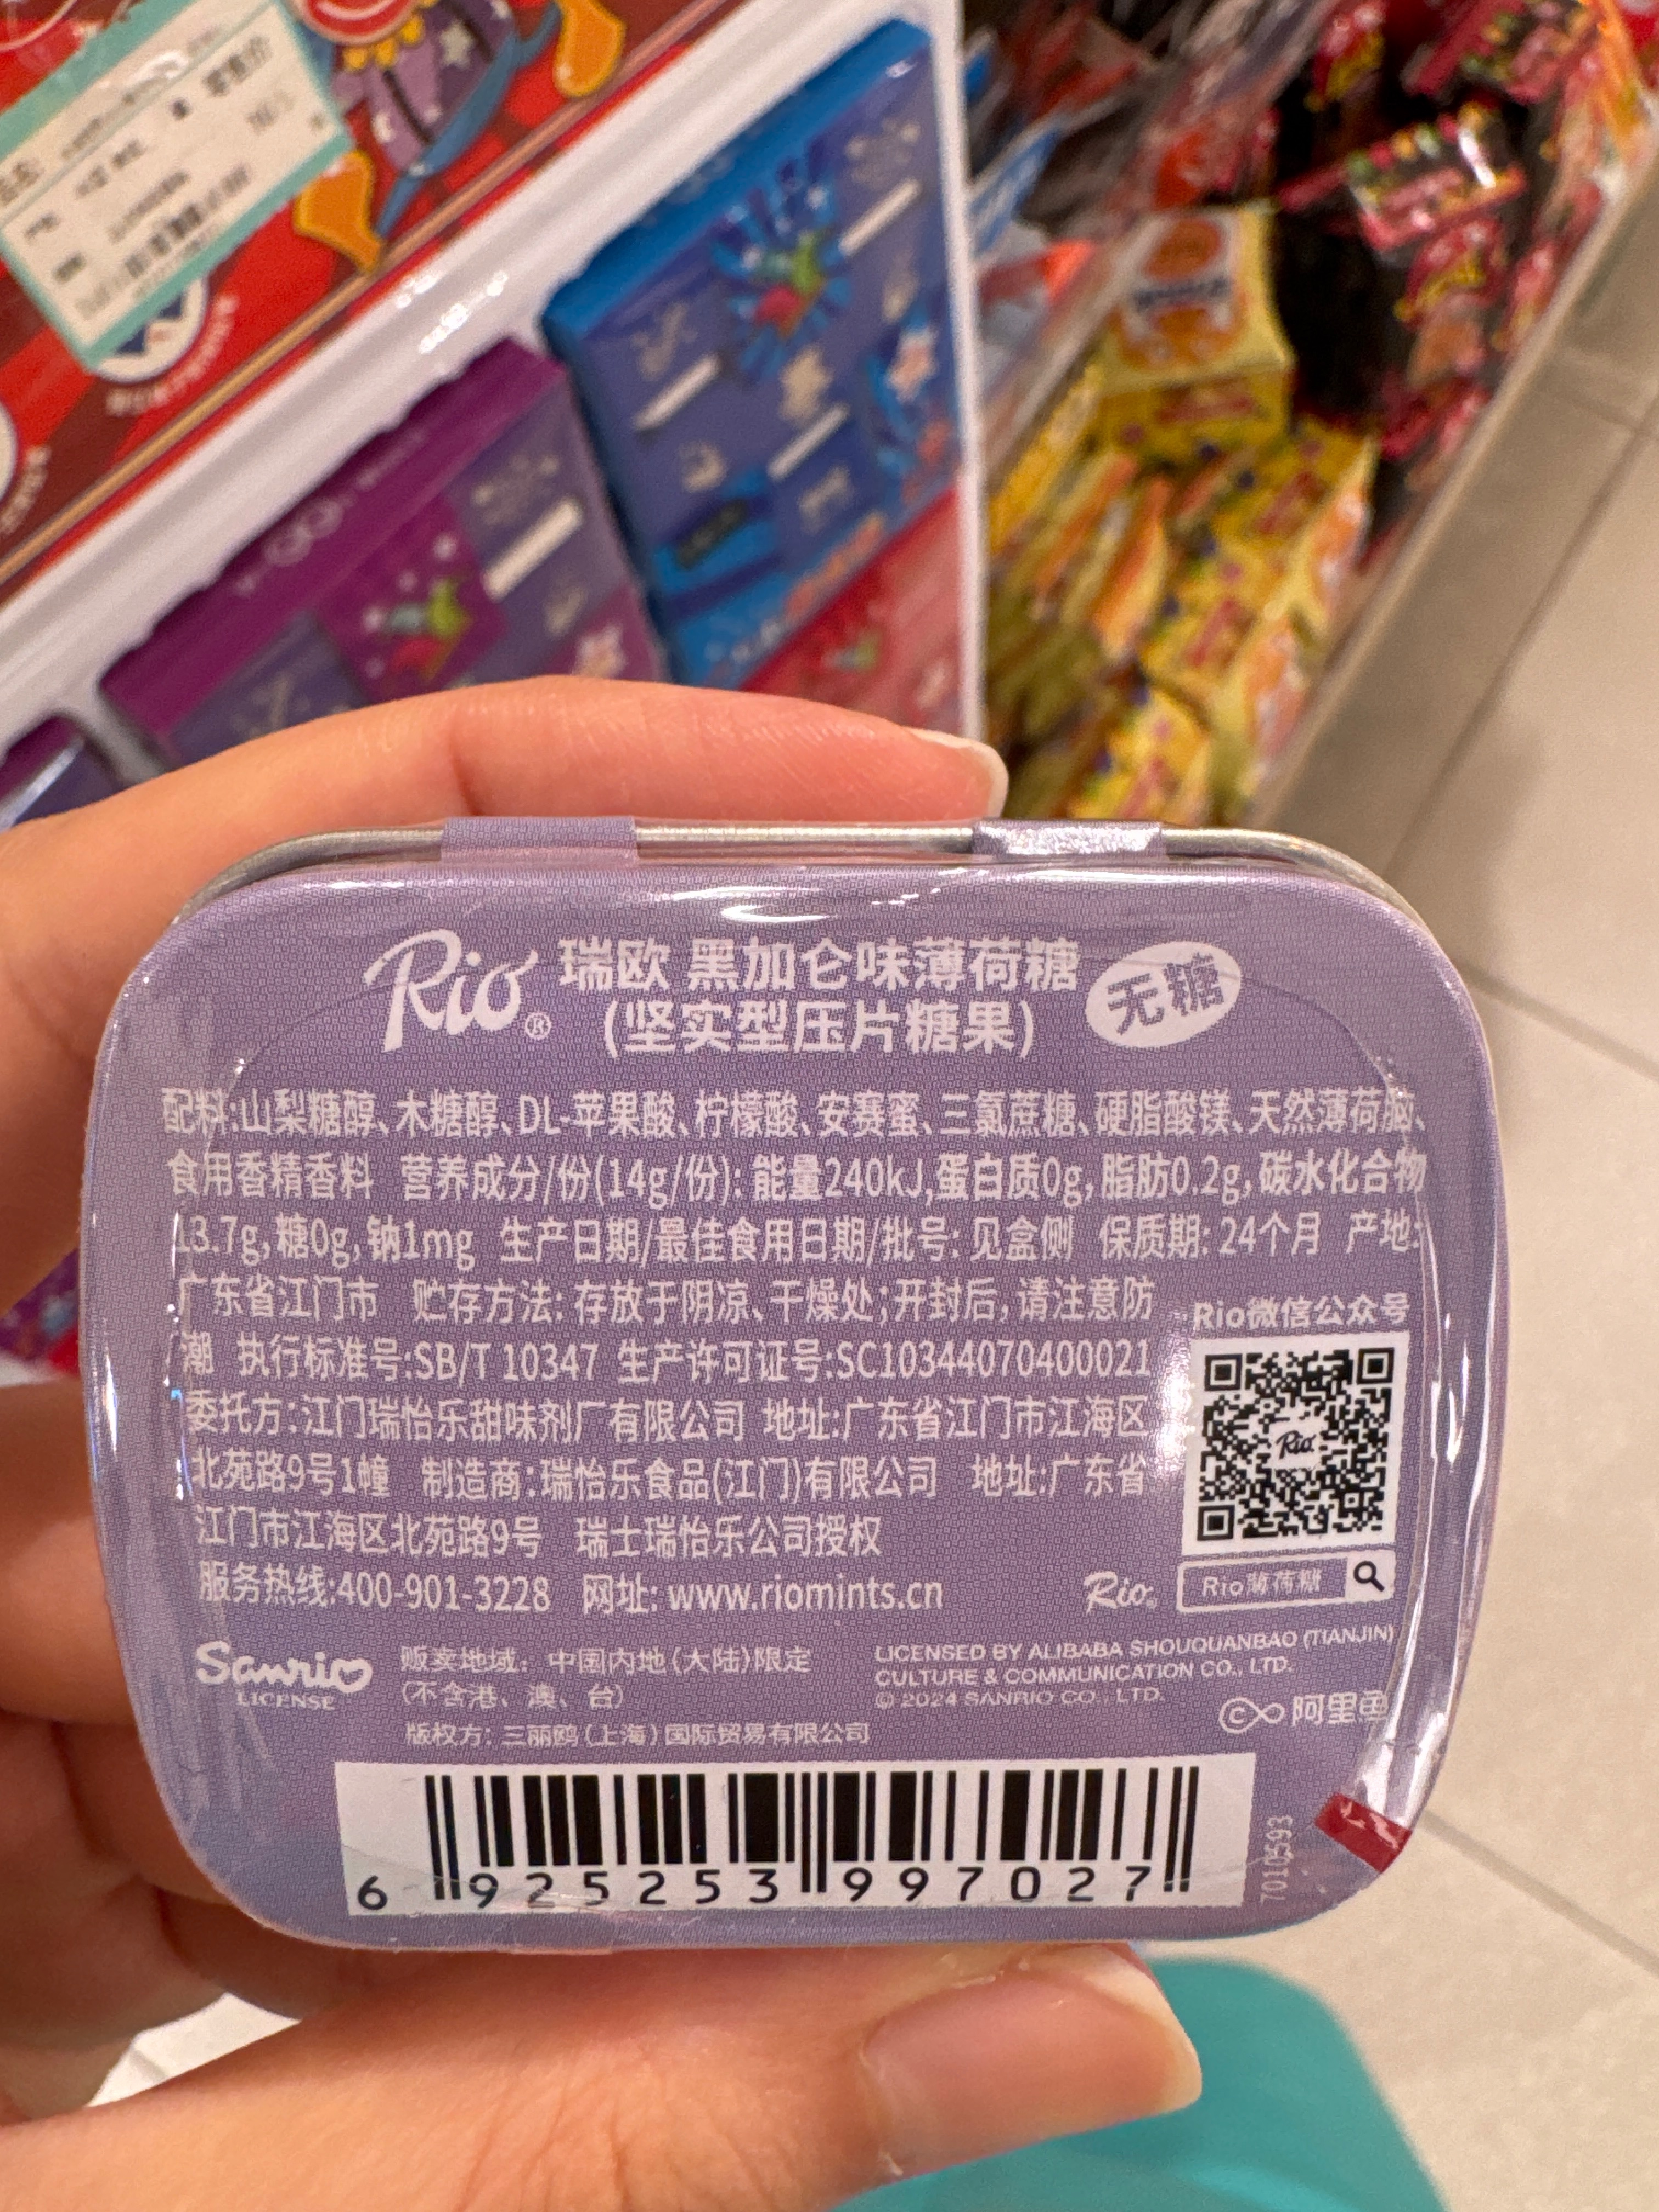 Rio® 瑞欧 黑加仑味薄荷糖 无糖
(坚实型压片糖果)
配料:山梨糖醇、木糖醇、DL-苹果酸、柠檬酸、安赛蜜、三氯蔗糖、硬脂酸镁、天然薄荷脑、
食用香精香料 营养成分/份(14g/份): 能量240kJ,蛋白质0g, 脂肪0.2g, 碳水化合物
13.7g, 糖0g, 钠1mg 生产日期/最佳食用日期/批号: 见盒侧 保质期: 24个月 产地:
广东省江门市 贮存方法: 存放于阴凉、干燥处;开封后, 请注意防
潮 执行标准号:SB/T 10347 生产许可证号:SC10344070400021
委托方:江门瑞怡乐甜味剂厂有限公司 地址:广东省江门市江海区
北苑路9号1幢 制造商:瑞怡乐食品(江门)有限公司 地址:广东省
江门市江海区北苑路9号 瑞士瑞怡乐公司授权
服务热线:400-901-3228 网址: www.riomints.cn
Rio微信公众号
Rio
Rio® Rio薄荷糖
Sanrio
LICENSE
贩卖地域: 中国内地(大陆)限定
(不含港、澳、台)
版权方: 三丽鸥(上海)国际贸易有限公司
LICENSED BY ALIBABA SHOUQUANBAO (TIANJIN)
CULTURE & COMMUNICATION CO., LTD.
© 2024 SANRIO CO., LTD.
阿里鱼
6 925253 997027
7010593